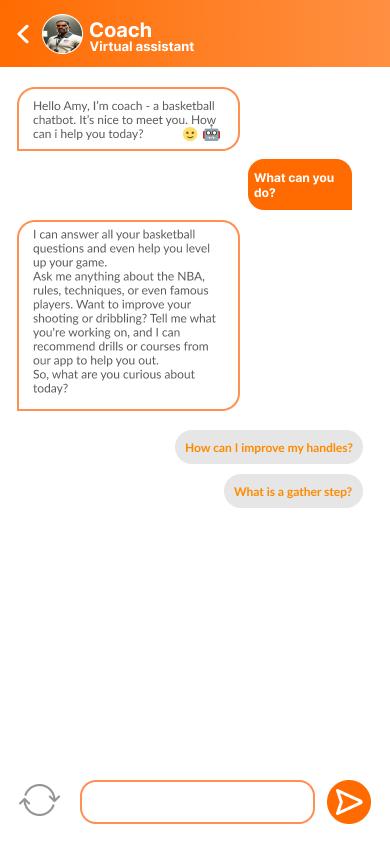 Coach
Virtual assistant
Hello Amy, I'm coach - a basketball
chatbot. It's nice to meet you. How
can i help you today? 🙂 🤖
What can you
do?
I can answer all your basketball
questions and even help you level
up your game.
Ask me anything about the NBA,
rules, techniques, or even famous
players. Want to improve your
shooting or dribbling? Tell me what
you're working on, and I can
recommend drills or courses from
our app to help you out.
So, what are you curious about
today?
How can I improve my handles?
What is a gather step?